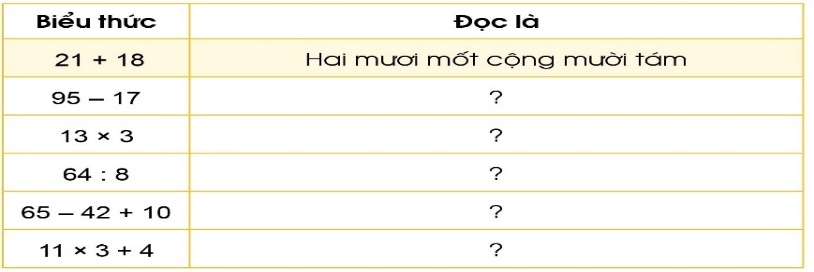 Biểu thức Đọc là
21 + 18 Hai mươi mốt cộng mười tám
95 – 17 ?
13 × 3 ?
64 : 8 ?
65 – 42 + 10 ?
11 × 3 + 4 ?